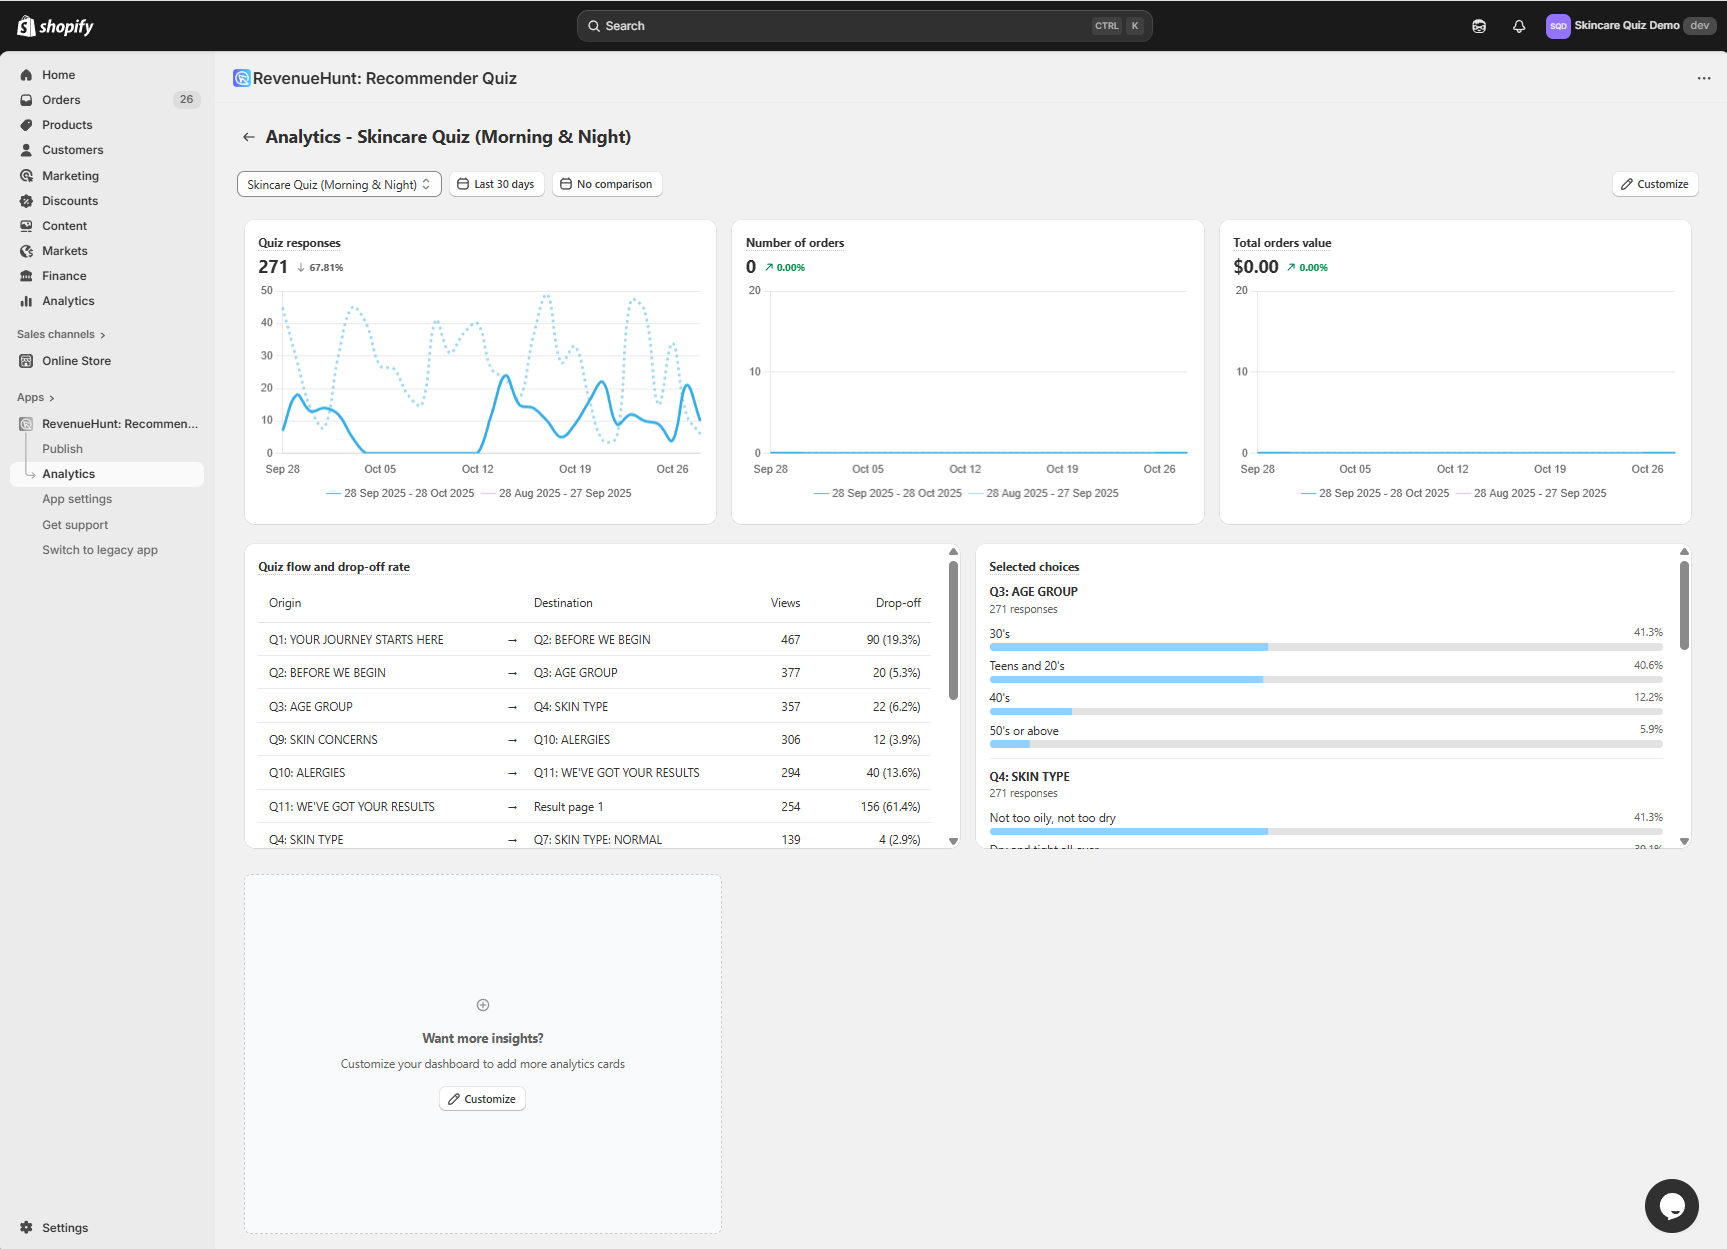 shopify
Search
CTRL K
SQD
Skincare Quiz Demo
dev
Home
Orders
26
Products
Customers
Marketing
Discounts
Content
Markets
Finance
Analytics
Sales channels
Online Store
Apps
RevenueHunt: Recommen...
Publish
Analytics
App settings
Get support
Switch to legacy app
Settings
RevenueHunt: Recommender Quiz
Analytics - Skincare Quiz (Morning & Night)
Skincare Quiz (Morning & Night)
Last 30 days
No comparison
Customize
Quiz responses
271 ↓ 67.81%
50
40
30
20
10
0
Sep 28 Oct 05 Oct 12 Oct 19 Oct 26
28 Sep 2025 - 28 Oct 2025 28 Aug 2025 - 27 Sep 2025
Number of orders
0 ↗ 0.00%
20
10
0
Sep 28 Oct 05 Oct 12 Oct 19 Oct 26
28 Sep 2025 - 28 Oct 2025 28 Aug 2025 - 27 Sep 2025
Total orders value
$0.00 ↗ 0.00%
20
10
0
Sep 28 Oct 05 Oct 12 Oct 19 Oct 26
28 Sep 2025 - 28 Oct 2025 28 Aug 2025 - 27 Sep 2025
Quiz flow and drop-off rate
Origin Destination Views Drop-off
Q1: YOUR JOURNEY STARTS HERE → Q2: BEFORE WE BEGIN 467 90 (19.3%)
Q2: BEFORE WE BEGIN → Q3: AGE GROUP 377 20 (5.3%)
Q3: AGE GROUP → Q4: SKIN TYPE 357 22 (6.2%)
Q9: SKIN CONCERNS → Q10: ALERGIES 306 12 (3.9%)
Q10: ALERGIES → Q11: WE'VE GOT YOUR RESULTS 294 40 (13.6%)
Q11: WE'VE GOT YOUR RESULTS → Result page 1 254 156 (61.4%)
Q4: SKIN TYPE → Q7: SKIN TYPE: NORMAL 139 4 (2.9%)
Selected choices
Q3: AGE GROUP
271 responses
30's 41.3%
Teens and 20's 40.6%
40's 12.2%
50's or above 5.9%
Q4: SKIN TYPE
271 responses
Not too oily, not too dry 41.3%
Want more insights?
Customize your dashboard to add more analytics cards
Customize